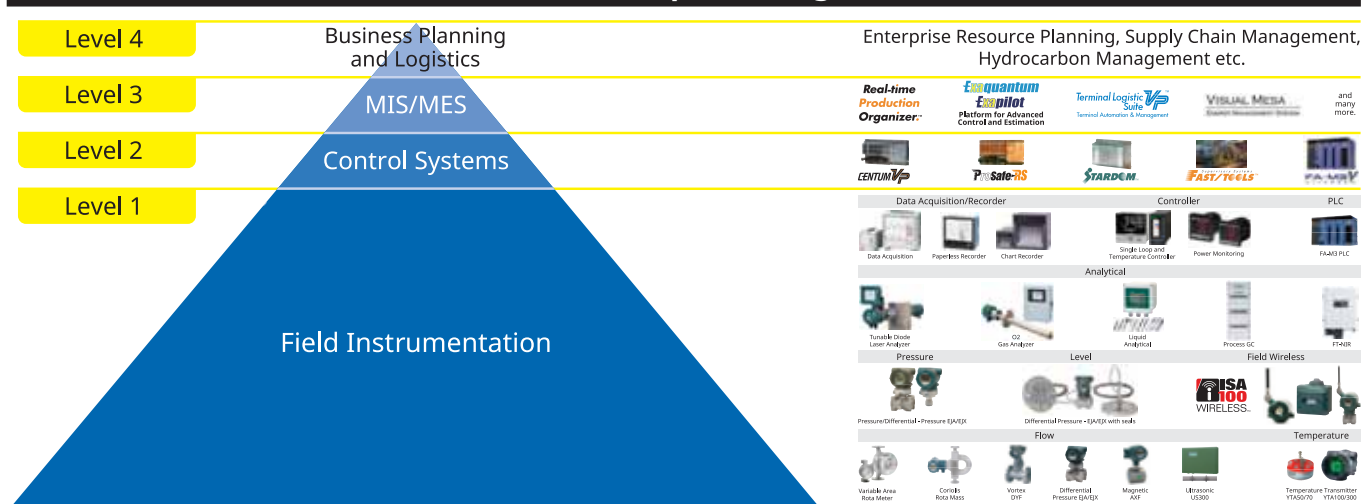 Level 4
Business Planning
and Logistics
Enterprise Resource Planning, Supply Chain Management,
Hydrocarbon Management etc.
Level 3
MIS/MES
Real-time
Production
Organizer
Exaquantum
Exapilot
Platform for Advanced
Control and Estimation
Terminal Logistic
Suite VP
Terminal Automation & Management
VISUAL MESA
ENERGY MANAGEMENT SYSTEM
and
many
more.
Level 2
Control Systems
CENTUM VP
ProSafe-RS
STARDOM
FAST/TOOLS
FA-M3V
Level 1
Field Instrumentation
Data Acquisition/Recorder
Controller
PLC
Data Acquisition
Paperless Recorder
Chart Recorder
Single Loop and
Temperature Controller
Power Monitoring
FA-M3 PLC
Analytical
Tunable Diode
Laser Analyzer
O2
Gas Analyzer
Liquid
Analytical
Process GC
FT-NIR
Pressure
Level
Field Wireless
Pressure/Differential - Pressure EJA/EJX
Differential Pressure - EJA/EJX with seals
ISA
100
WIRELESS
Flow
Temperature
Variable Area
Rota Meter
Coriolis
Rota Mass
Vortex
DYF
Differential
Pressure EJA/EJX
Magnetic
AXF
Ultrasonic
US300
Temperature Transmitter
YTA50/70 YTA100/300